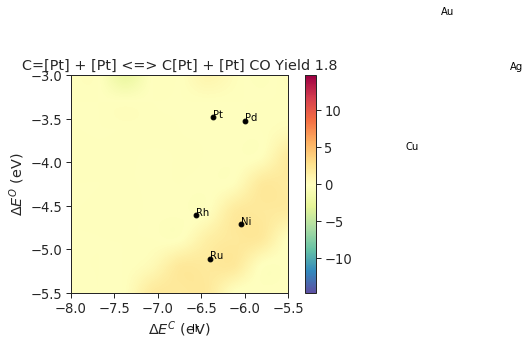 Au
Ag
Cu
C=[Pt] + [Pt] <=> C[Pt] + [Pt] CO Yield 1.8
−3.0
−3.5
−4.0
−4.5
−5.0
−5.5
ΔE^O (eV)
Pt
Pd
Rh
Ni
Ru
−8.0 −7.5 −7.0 −6.5 −6.0 −5.5
ΔE^C (eV)
Ir
10
5
0
−5
−10